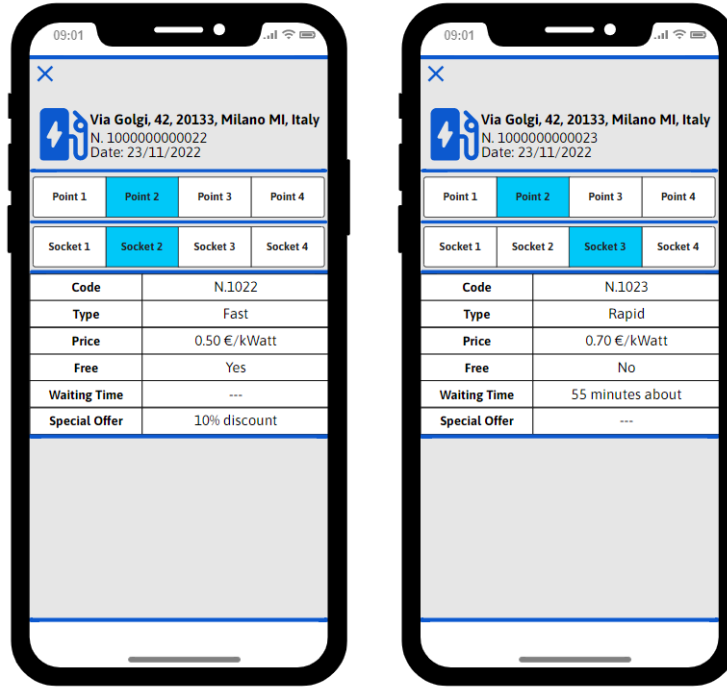 09:01
Via Golgi, 42, 20133, Milano MI, Italy
N. 1000000000022
Date: 23/11/2022
Point 1 Point 2 Point 3 Point 4
Socket 1 Socket 2 Socket 3 Socket 4
Code N.1022
Type Fast
Price 0.50 €/kWatt
Free Yes
Waiting Time ---
Special Offer 10% discount
09:01
Via Golgi, 42, 20133, Milano MI, Italy
N. 1000000000023
Date: 23/11/2022
Point 1 Point 2 Point 3 Point 4
Socket 1 Socket 2 Socket 3 Socket 4
Code N.1023
Type Rapid
Price 0.70 €/kWatt
Free No
Waiting Time 55 minutes about
Special Offer ---